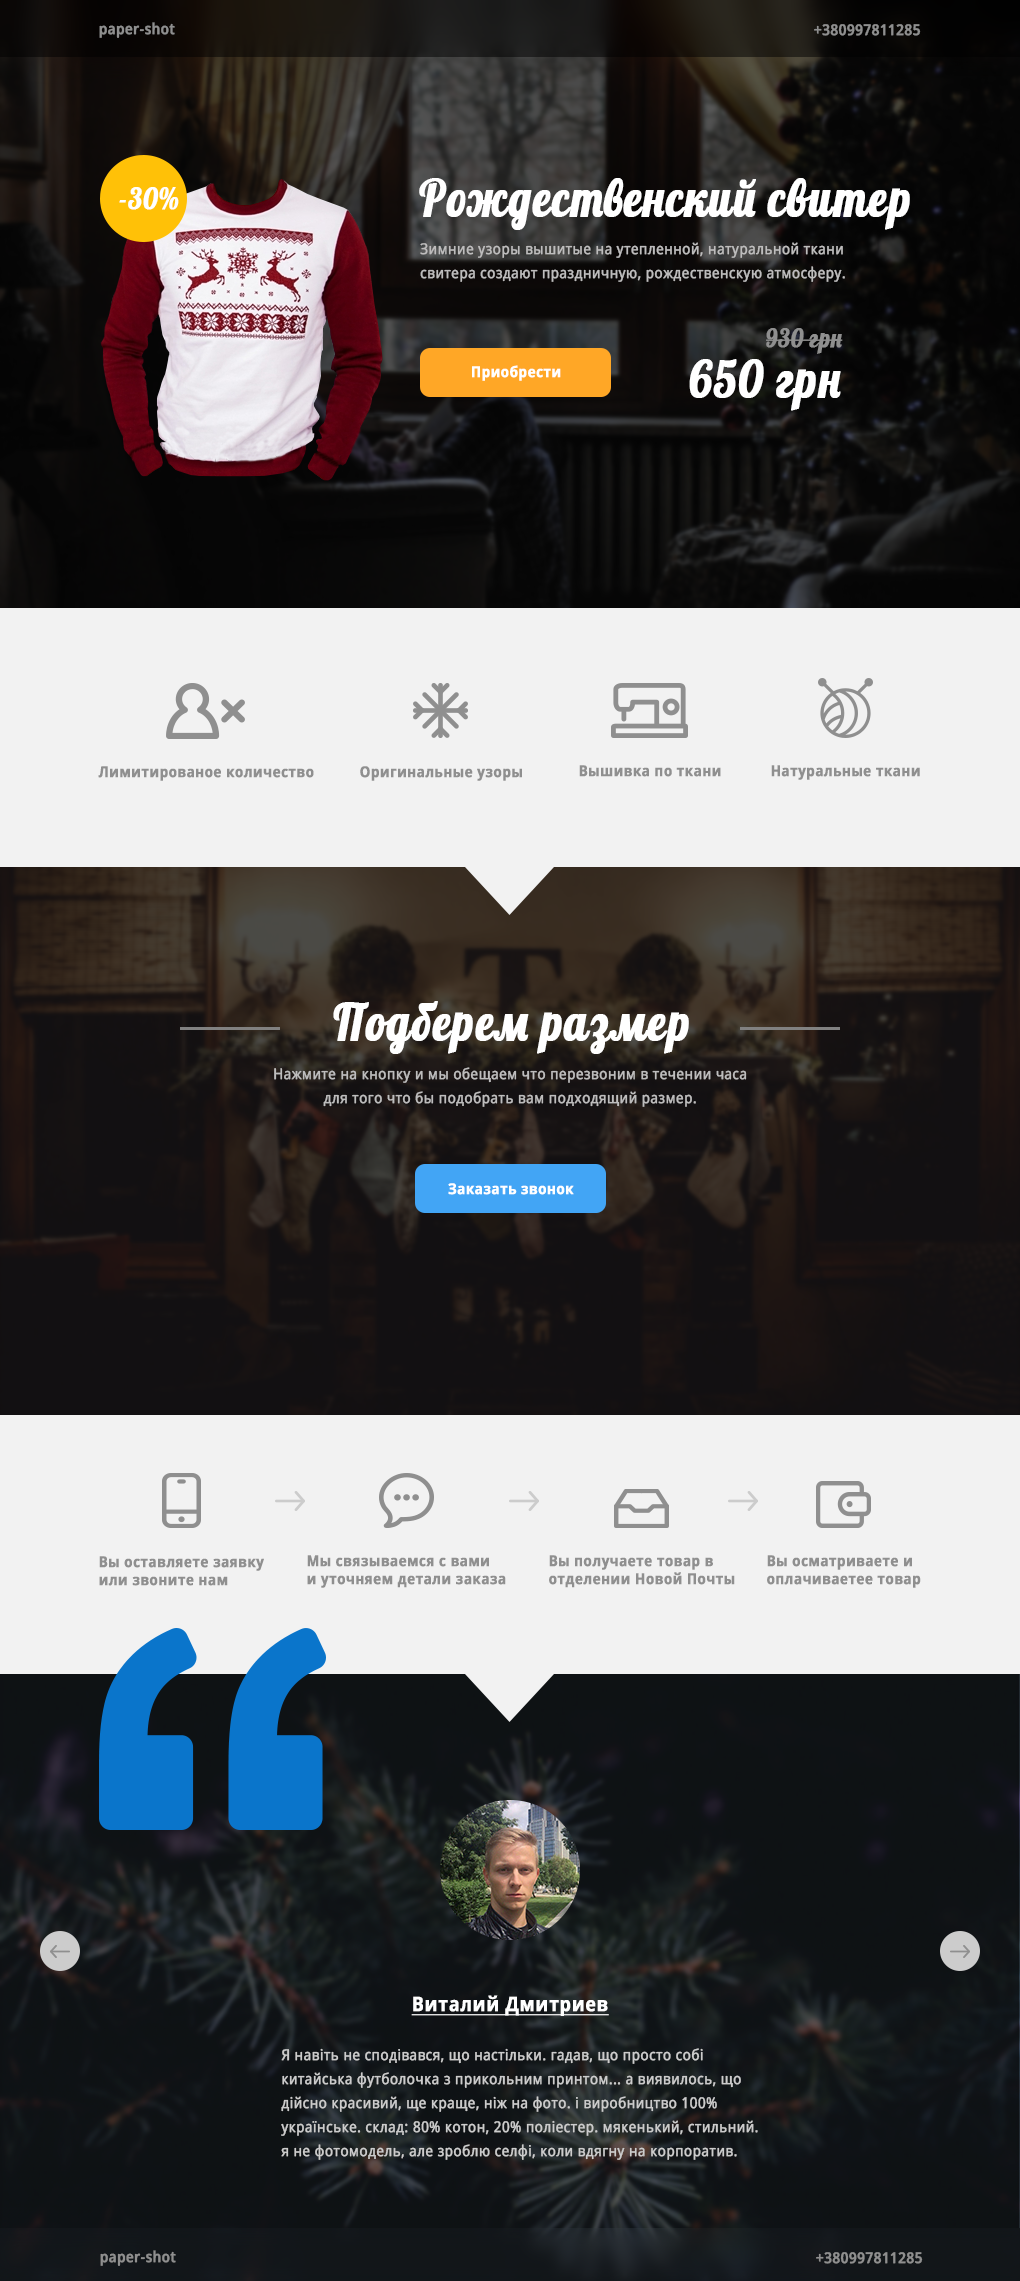 paper-shot
+380997811285
-30%
Рождественский свитер
Зимние узоры вышитые на утепленной, натуральной ткани
свитера создают праздничную, рождественскую атмосферу.
930 грн
Приобрести
650 грн
Лимитированое количество
Оригинальные узоры
Вышивка по ткани
Натуральные ткани
T
Подберем размер
Нажмите на кнопку и мы обещаем что перезвоним в течении часа
для того что бы подобрать вам подходящий размер.
Заказать звонок
Вы оставляете заявку
или звоните нам
Мы связываемся с вами
и уточняем детали заказа
Вы получаете товар в
отделении Новой Почты
Вы осматриваете и
оплачиваетее товар
Виталий Дмитриев
Я навіть не сподівався, що настільки. гадав, що просто собі
китайська футболочка з прикольним принтом... а виявилось, що
дійсно красивий, ще краще, ніж на фото. і виробництво 100%
українське. склад: 80% котон, 20% поліестер. мякенький, стильний.
я не фотомодель, але зроблю селфі, коли вдягну на корпоратив.
paper-shot
+380997811285